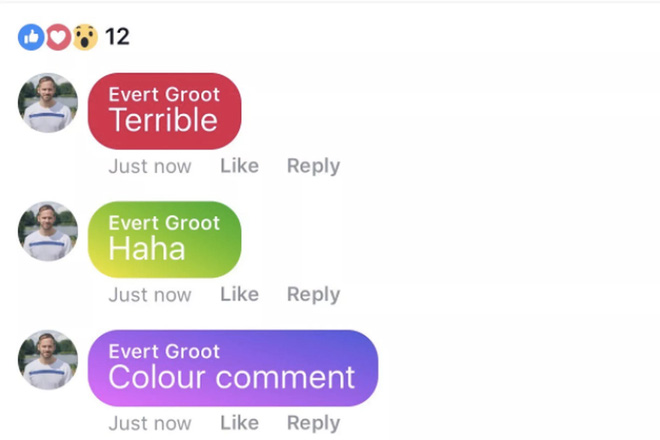 12
Evert Groot
Terrible
Just now Like Reply
Evert Groot
Haha
Just now Like Reply
Evert Groot
Colour comment
Just now Like Reply